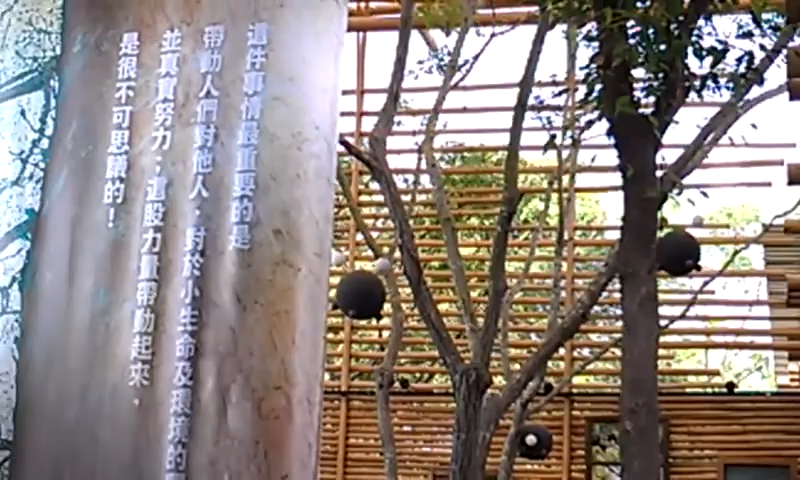 這件事情最重要的是
帶動人們對他人，對於小生命及環境的
並真實努力；這股力量帶動起來，
是很不可思議的！